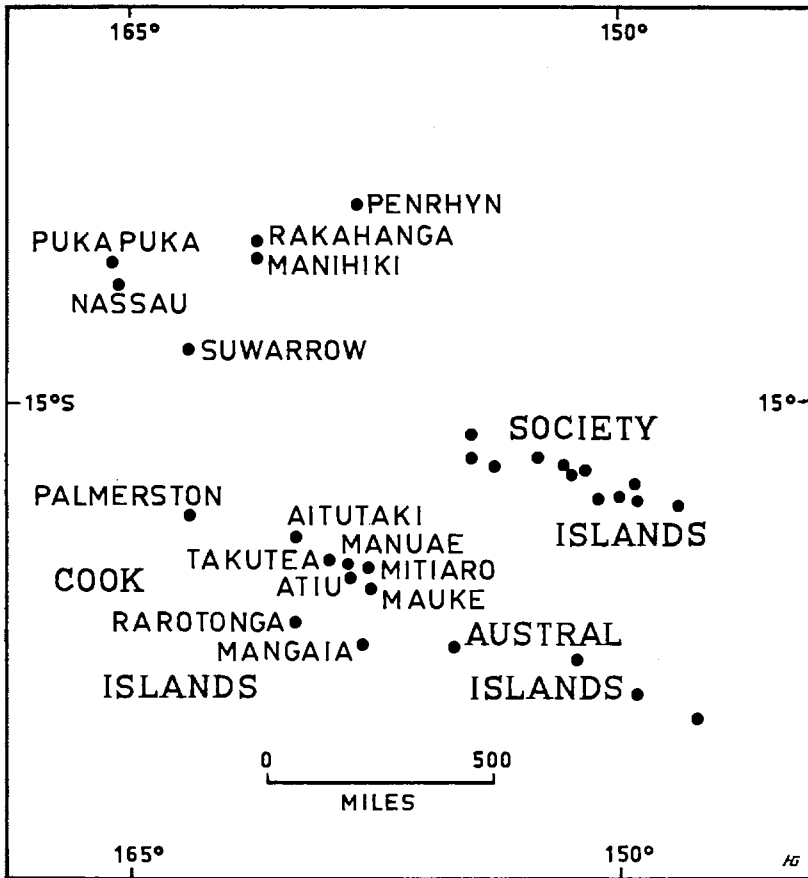 165° 150°
PENRHYN
PUKAPUKA RAKAHANGA
MANIHIKI
NASSAU
SUWARROW
15°S 15°
SOCIETY
PALMERSTON
AITUTAKI
ISLANDS
TAKUTEA MANUAE
COOK ATIU MITIARO
MAUKE
RAROTONGA AUSTRAL
MANGAIA
ISLANDS ISLANDS
0 500
MILES
165° 150°